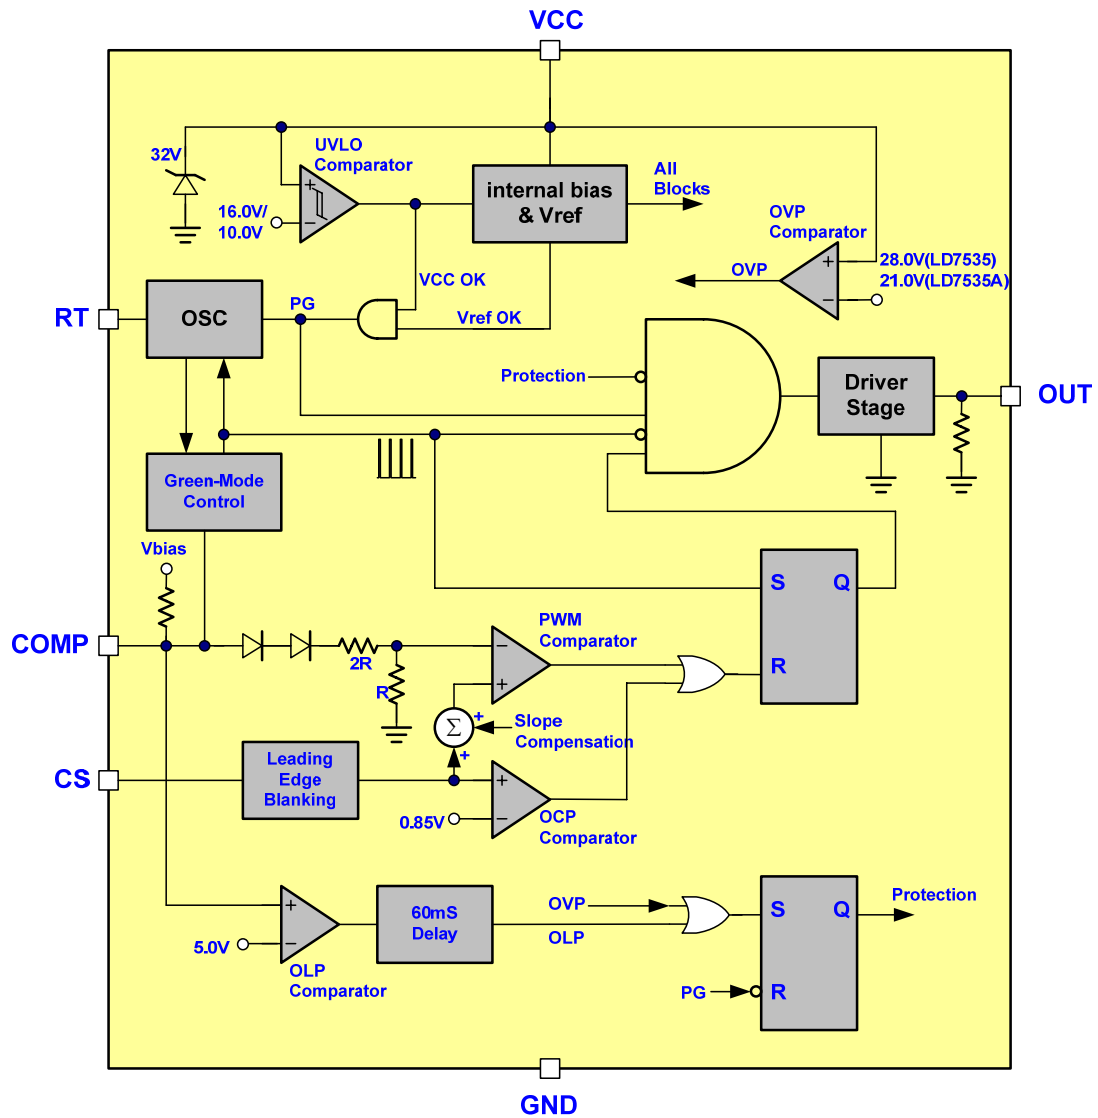 VCC
32V
UVLO
Comparator
+
−
16.0V/
10.0V
internal bias
& Vref
All
Blocks
OVP
Comparator
+
−
28.0V(LD7535)
21.0V(LD7535A)
OVP
VCC OK
Vref OK
PG
RT
OSC
Protection
Driver
Stage
OUT
Green-Mode
Control
Vbias
COMP
2R
R
PWM
Comparator
−
+
S
Q
R
Σ
+
+
Slope
Compensation
CS
Leading
Edge
Blanking
+
−
0.85V
OCP
Comparator
+
−
5.0V
OLP
Comparator
60mS
Delay
OVP
OLP
S
Q
R
PG
Protection
GND